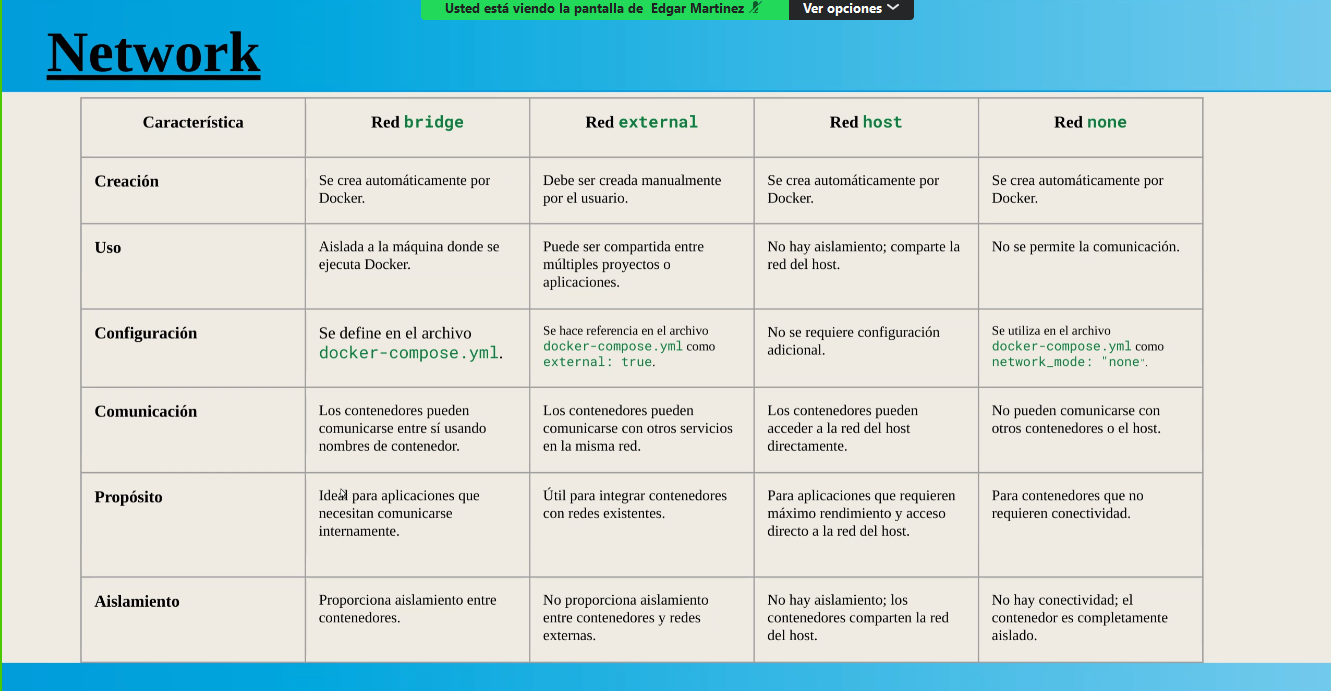 Usted está viendo la pantalla de Edgar Martinez
Ver opciones
Network
Característica
Red bridge
Red external
Red host
Red none
Creación
Se crea automáticamente por
Docker.
Debe ser creada manualmente
por el usuario.
Se crea automáticamente por
Docker.
Se crea automáticamente por
Docker.
Uso
Aislada a la máquina donde se
ejecuta Docker.
Puede ser compartida entre
múltiples proyectos o
aplicaciones.
No hay aislamiento; comparte la
red del host.
No se permite la comunicación.
Configuración
Se define en el archivo
docker-compose.yml.
Se hace referencia en el archivo
docker-compose.yml como
external: true.
No se requiere configuración
adicional.
Se utiliza en el archivo
docker-compose.yml como
network_mode: "none".
Comunicación
Los contenedores pueden
comunicarse entre sí usando
nombres de contenedor.
Los contenedores pueden
comunicarse con otros servicios
en la misma red.
Los contenedores pueden
acceder a la red del host
directamente.
No pueden comunicarse con
otros contenedores o el host.
Propósito
Ideal para aplicaciones que
necesitan comunicarse
internamente.
Útil para integrar contenedores
con redes existentes.
Para aplicaciones que requieren
máximo rendimiento y acceso
directo a la red del host.
Para contenedores que no
requieren conectividad.
Aislamiento
Proporciona aislamiento entre
contenedores.
No proporciona aislamiento
entre contenedores y redes
externas.
No hay aislamiento; los
contenedores comparten la red
del host.
No hay conectividad; el
contenedor es completamente
aislado.